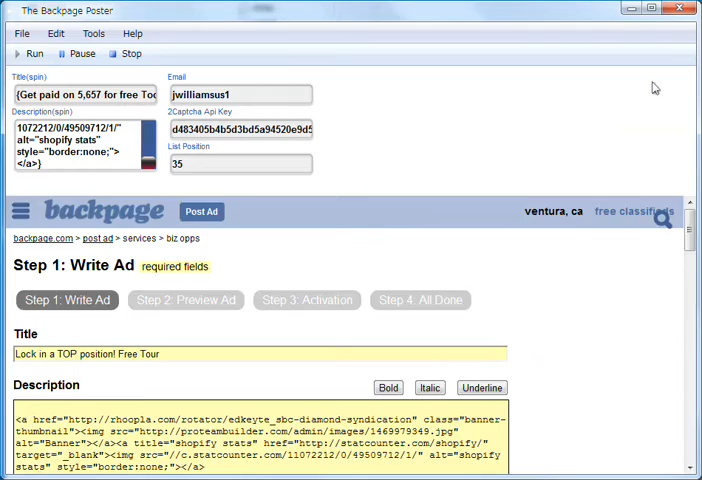 The Backpage Poster
File Edit Tools Help
Run Pause Stop
Title(spin) Email
{Get paid on 5,657 for free Too jwilliamsus1
Description(spin) 2Captcha Api Key
1072212/0/49509712/1/"
alt="shopify stats"
style="border:none;">
</a>}
d483405b4b5d3bd5a94520e9d5
List Position
35
backpage Post Ad ventura, ca free classifieds
backpage.com > post ad > services > biz opps
Step 1: Write Ad required fields
Step 1: Write Ad Step 2: Preview Ad Step 3: Activation Step 4: All Done
Title
Lock in a TOP position! Free Tour
Description Bold Italic Underline
<a href="http://rhoopla.com/rotator/edkeyte_sbc-diamond-syndication" class="banner-
thumbnail"><img src="http://proteambuilder.com/admin/images/1469979349.jpg"
alt="Banner"></a><a title="shopify stats" href="http://statcounter.com/shopify/"
target="_blank"><img src="//c.statcounter.com/11072212/0/49509712/1/" alt="shopify
stats" style="border:none;"></a>